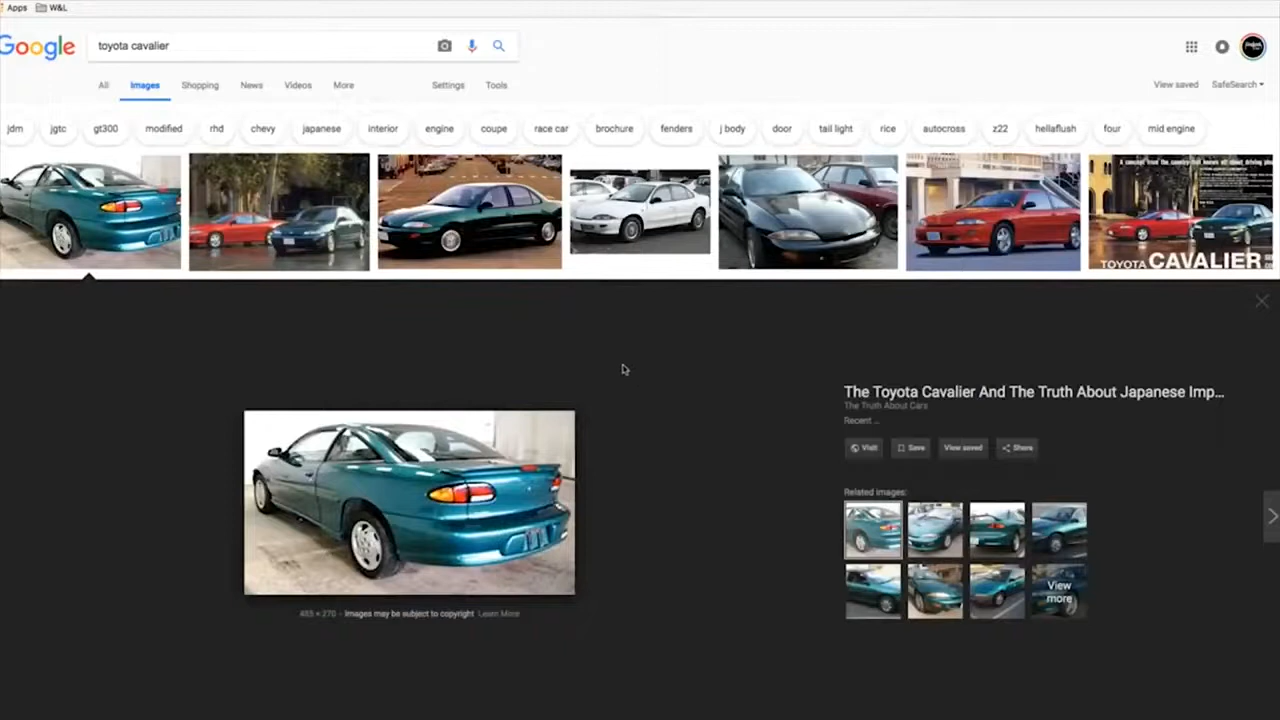 Apps W&L
Google toyota cavalier
All Images Shopping News Videos More Settings Tools View saved SafeSearch
jdm jgtc gt300 modified rhd chevy japanese interior engine coupe race car brochure fenders j body door tail light rice autocross z22 hellaflush four mid engine
TOYOTA CAVALIER
The Toyota Cavalier And The Truth About Japanese Imp...
The Truth About Cars
Recent ...
Visit Save View saved Share
Related images:
View
more
Images may be subject to copyright Learn More